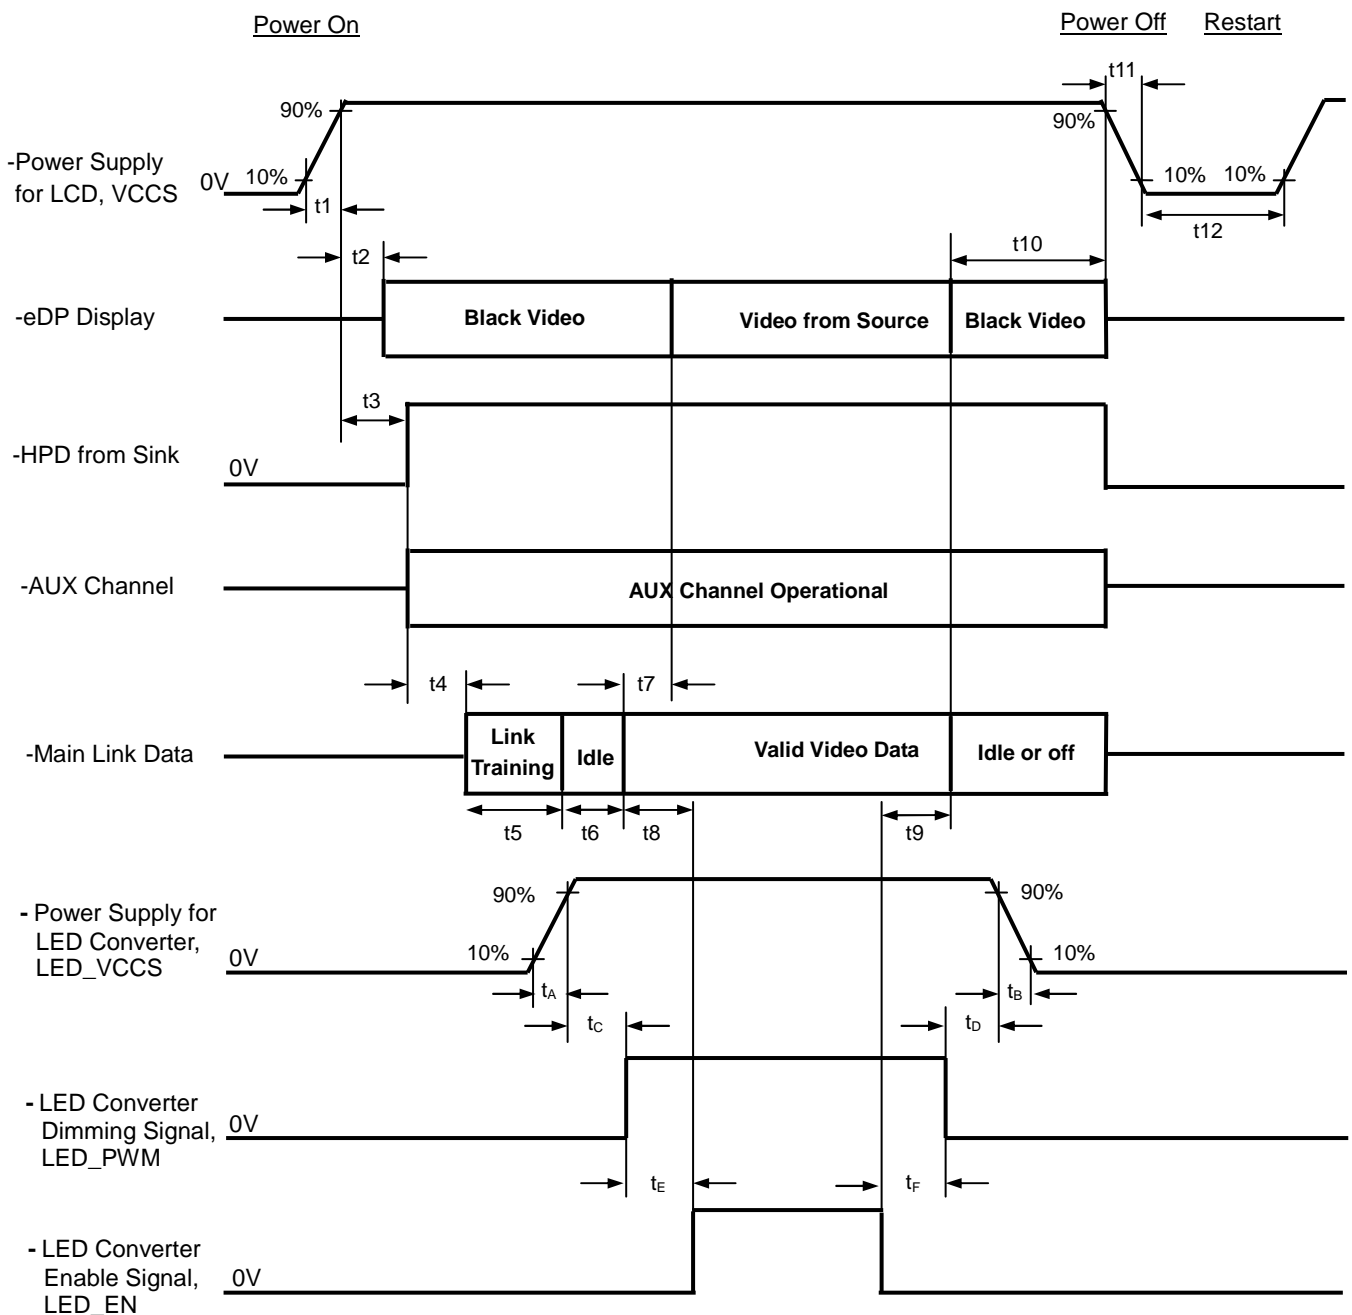 Power On
Power Off
Restart
t11
90%
90%
-Power Supply
for LCD, VCCS
0V
10%
10%
10%
t1
t12
t2
t10
-eDP Display
Black Video
Video from Source
Black Video
t3
-HPD from Sink
0V
-AUX Channel
AUX Channel Operational
t4
t7
-Main Link Data
Link
Training
Idle
Valid Video Data
Idle or off
t5
t6
t8
t9
90%
90%
- Power Supply for
LED Converter,
LED_VCCS
0V
10%
10%
tA
tB
tC
tD
- LED Converter
Dimming Signal,
LED_PWM
0V
tE
tF
- LED Converter
Enable Signal,
LED_EN
0V